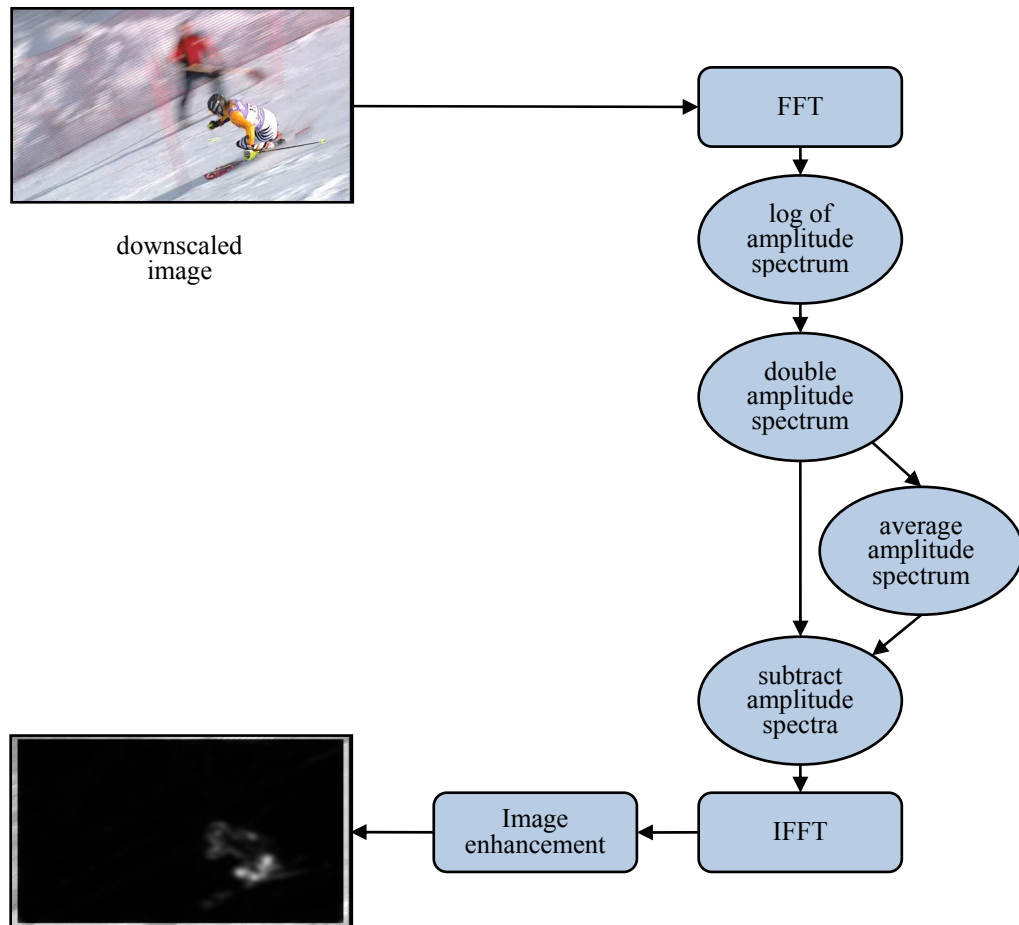 downscaled
image
FFT
log of
amplitude
spectrum
double
amplitude
spectrum
average
amplitude
spectrum
subtract
amplitude
spectra
IFFT
Image
enhancement